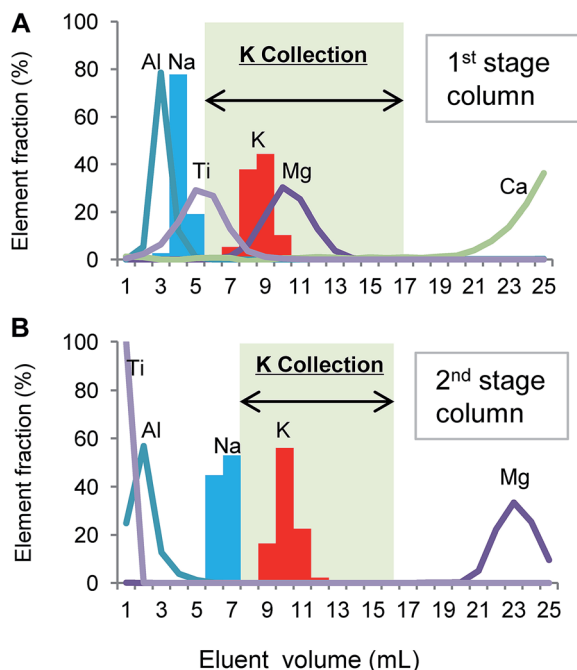 A
Element fraction (%)
100
80
60
40
20
0
Al Na
K Collection
1st stage
column
Ti
K
Mg
Ca
1 3 5 7 9 11 13 15 17 19 21 23 25
B
Element fraction (%)
100
80
60
40
20
0
Ti
Al
Na
K Collection
K
2nd stage
column
Mg
1 3 5 7 9 11 13 15 17 19 21 23 25
Eluent volume (mL)